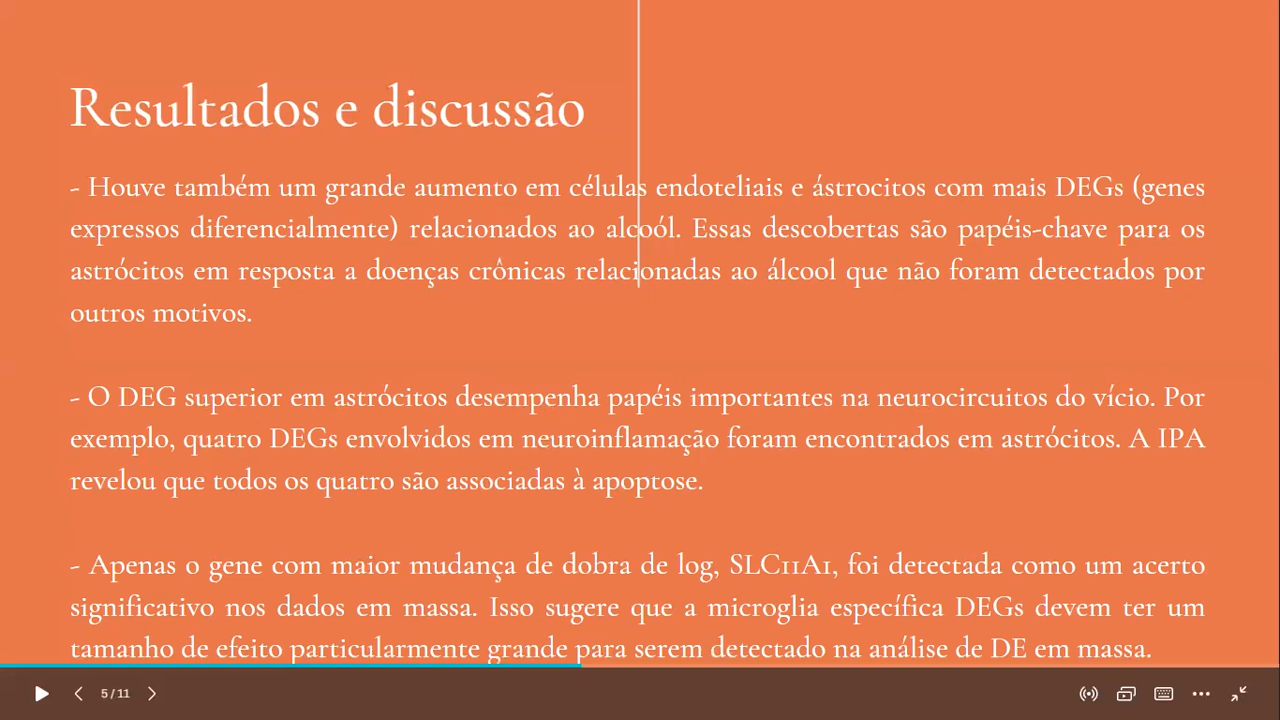 Resultados e discussão
- Houve também um grande aumento em células endoteliais e ástrocitos com mais DEGs (genes
expressos diferencialmente) relacionados ao alcoól. Essas descobertas são papéis-chave para os
astrócitos em resposta a doenças crônicas relacionadas ao álcool que não foram detectados por
outros motivos.
- O DEG superior em astrócitos desempenha papéis importantes na neurocircuitos do vício. Por
exemplo, quatro DEGs envolvidos em neuroinflamação foram encontrados em astrócitos. A IPA
revelou que todos os quatro são associadas à apoptose.
- Apenas o gene com maior mudança de dobra de log, SLC11A1, foi detectada como um acerto
significativo nos dados em massa. Isso sugere que a microglia específica DEGs devem ter um
tamanho de efeito particularmente grande para serem detectado na análise de DE em massa.
5/11